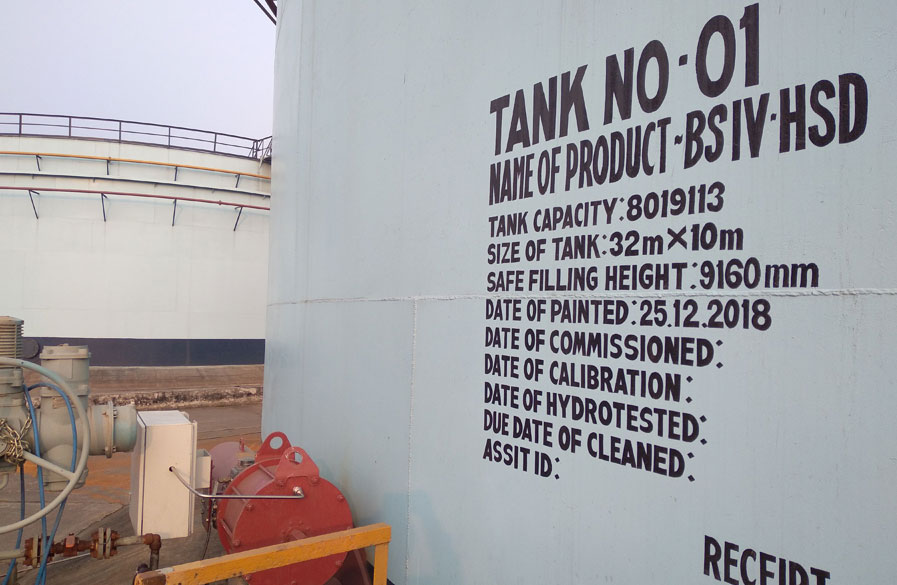 TANK NO-01
NAME OF PRODUCT-BSIV-HSD
TANK CAPACITY:8019113
SIZE OF TANK:32m×10m
SAFE FILLING HEIGHT:9160mm
DATE OF PAINTED:25.12.2018
DATE OF COMMISSIONED:
DATE OF CALIBRATION:
DATE OF HYDROTESTED:
DUE DATE OF CLEANED:
ASSIT ID:
RECEIPT